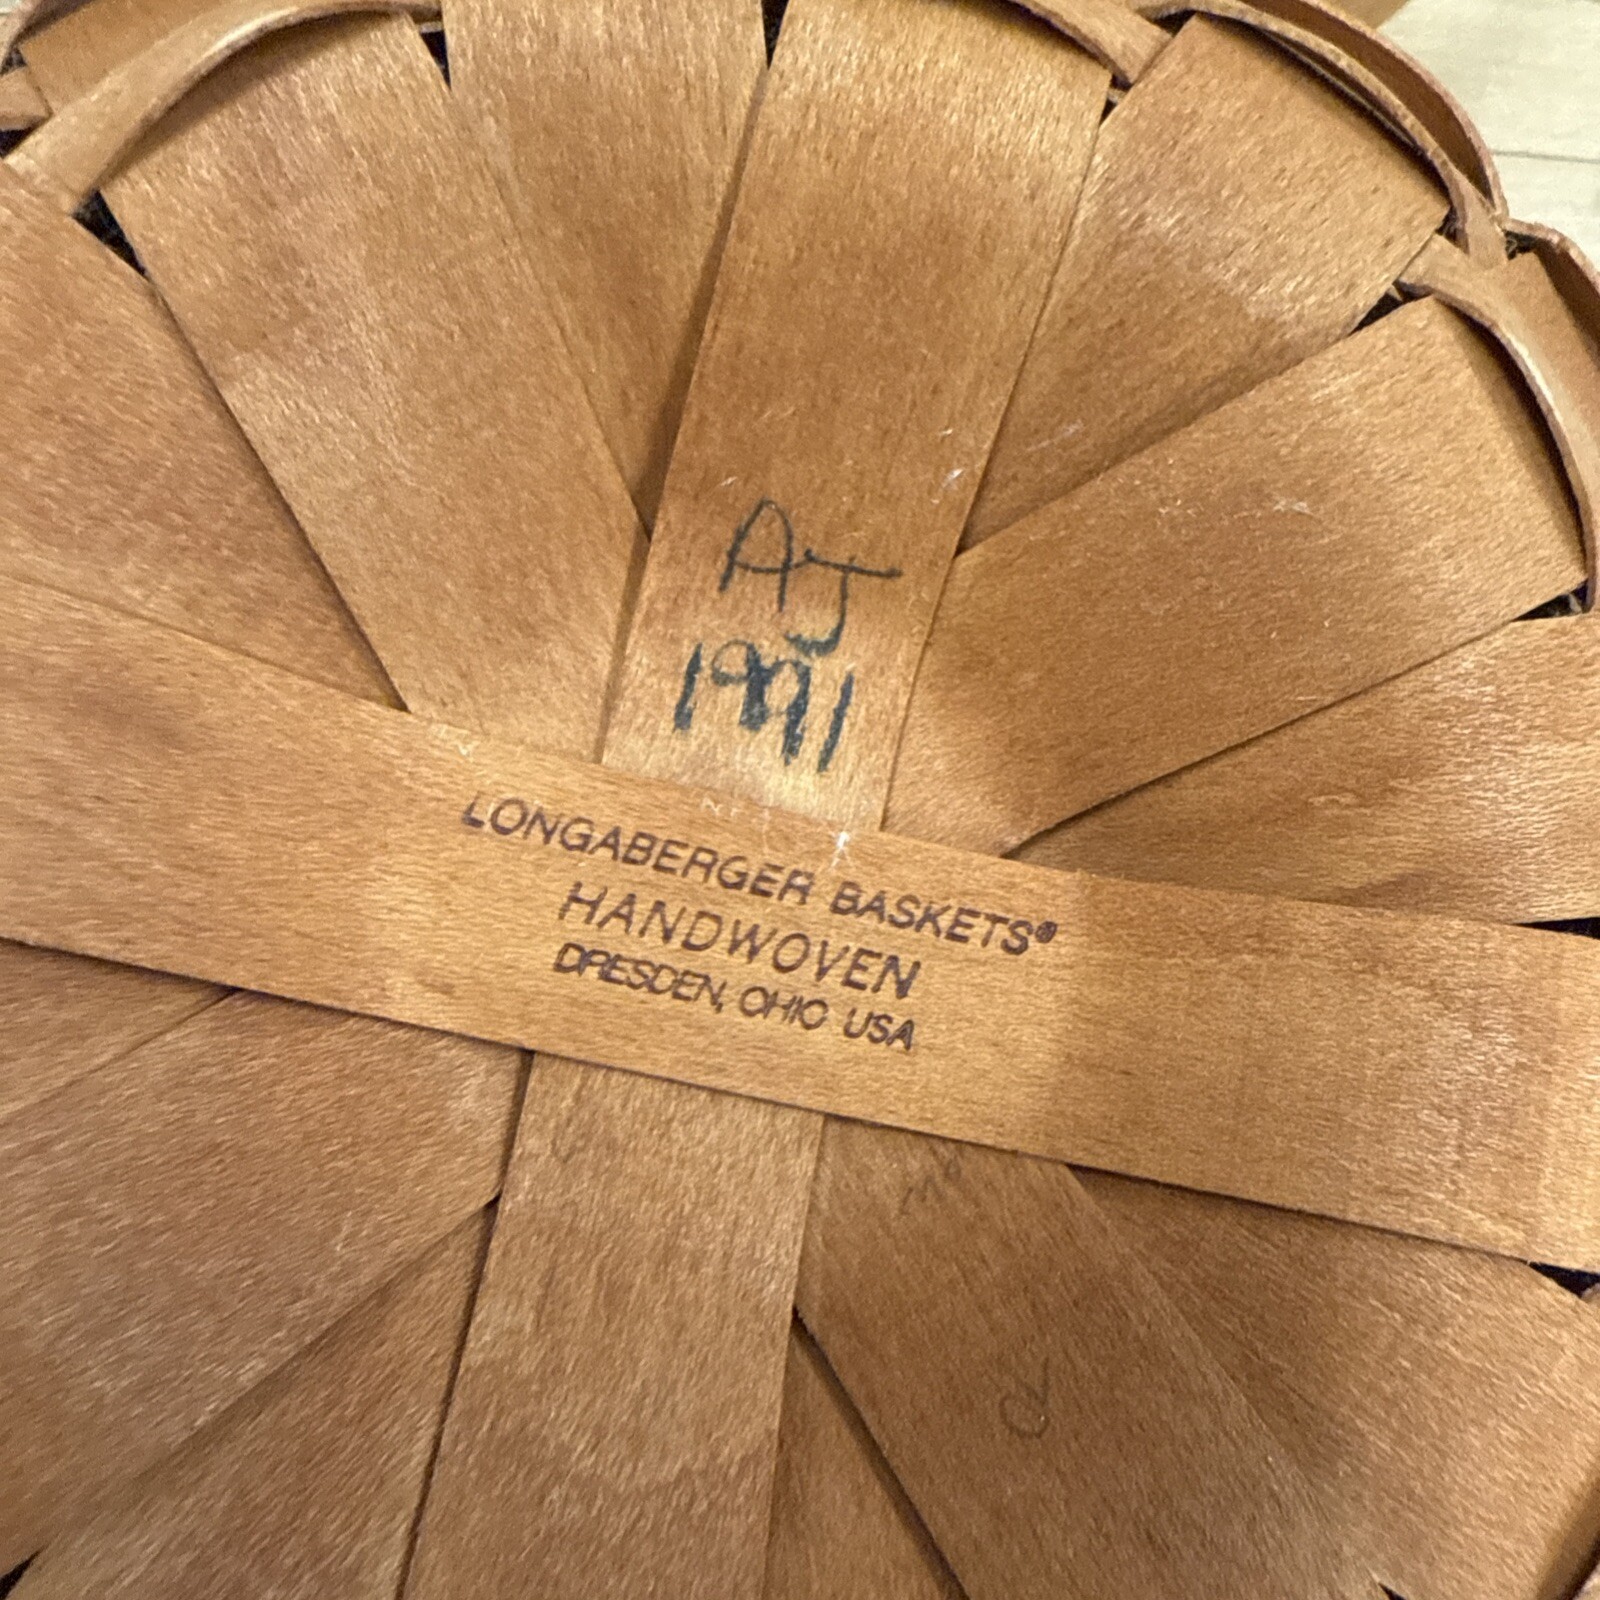 AJ
1991
LONGABERGER BASKETS®
HANDWOVEN
DRESDEN, OHIO USA